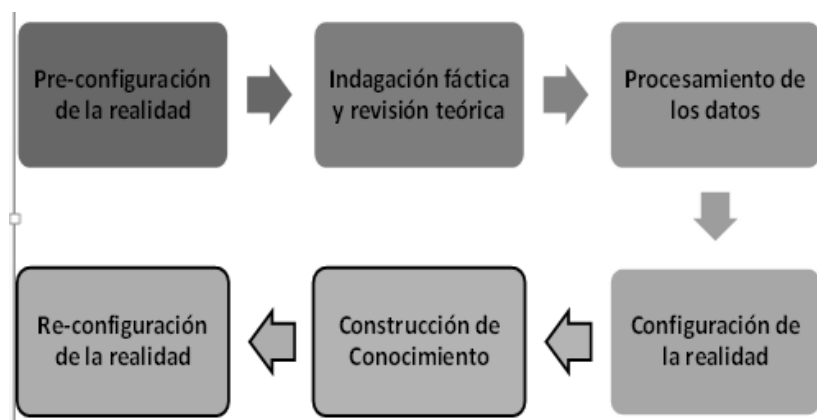 Pre-configuración
de la realidad
Indagación fáctica
y revisión teórica
Procesamiento de
los datos
Configuración de
la realidad
Construcción de
Conocimiento
Re-configuración
de la realidad